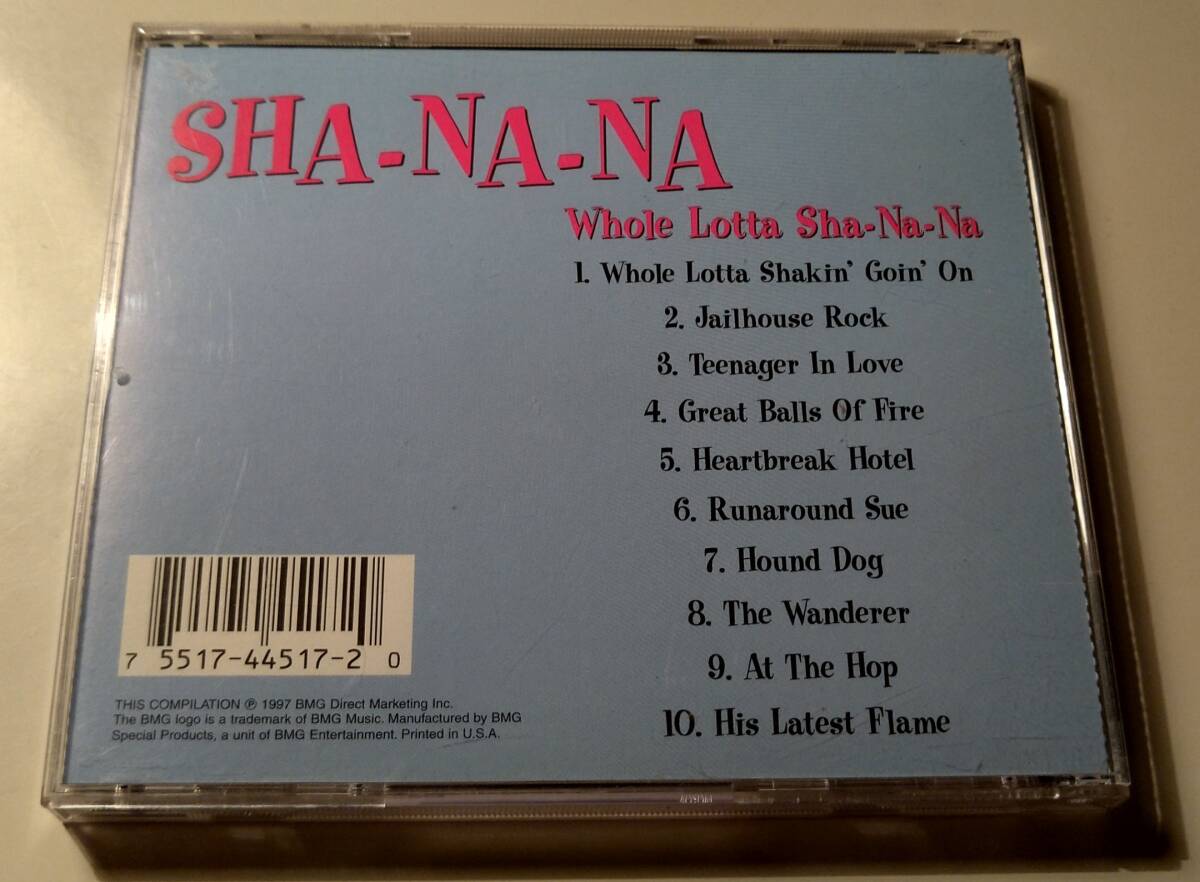 SHA-NA-NA
Whole Lotta Sha-Na-Na
1. Whole Lotta Shakin' Goin' On
2. Jailhouse Rock
3. Teenager In Love
4. Great Balls Of Fire
5. Heartbreak Hotel
6. Runaround Sue
7. Hound Dog
8. The Wanderer
9. At The Hop
10. His Latest Flame
7 5517-44517-2 0
THIS COMPILATION ℗ 1997 BMG Direct Marketing Inc.
The BMG logo is a trademark of BMG Music. Manufactured by BMG
Special Products, a unit of BMG Entertainment. Printed in U.S.A.